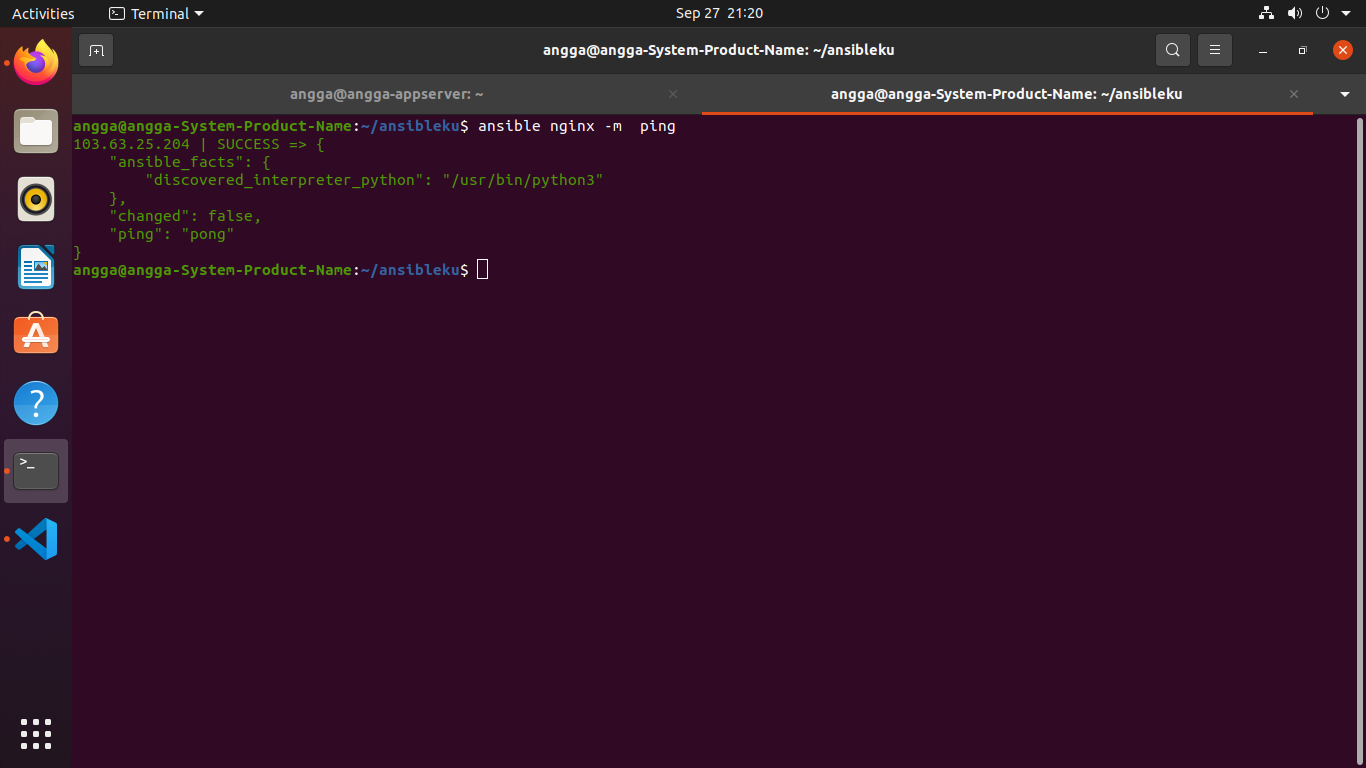 Activities Terminal Sep 27 21:20
angga@angga-System-Product-Name: ~/ansibleku
angga@angga-appserver: ~ angga@angga-System-Product-Name: ~/ansibleku
angga@angga-System-Product-Name:~/ansibleku$ ansible nginx -m  ping
103.63.25.204 | SUCCESS => {
    "ansible_facts": {
        "discovered_interpreter_python": "/usr/bin/python3"
    },
    "changed": false,
    "ping": "pong"
}
angga@angga-System-Product-Name:~/ansibleku$